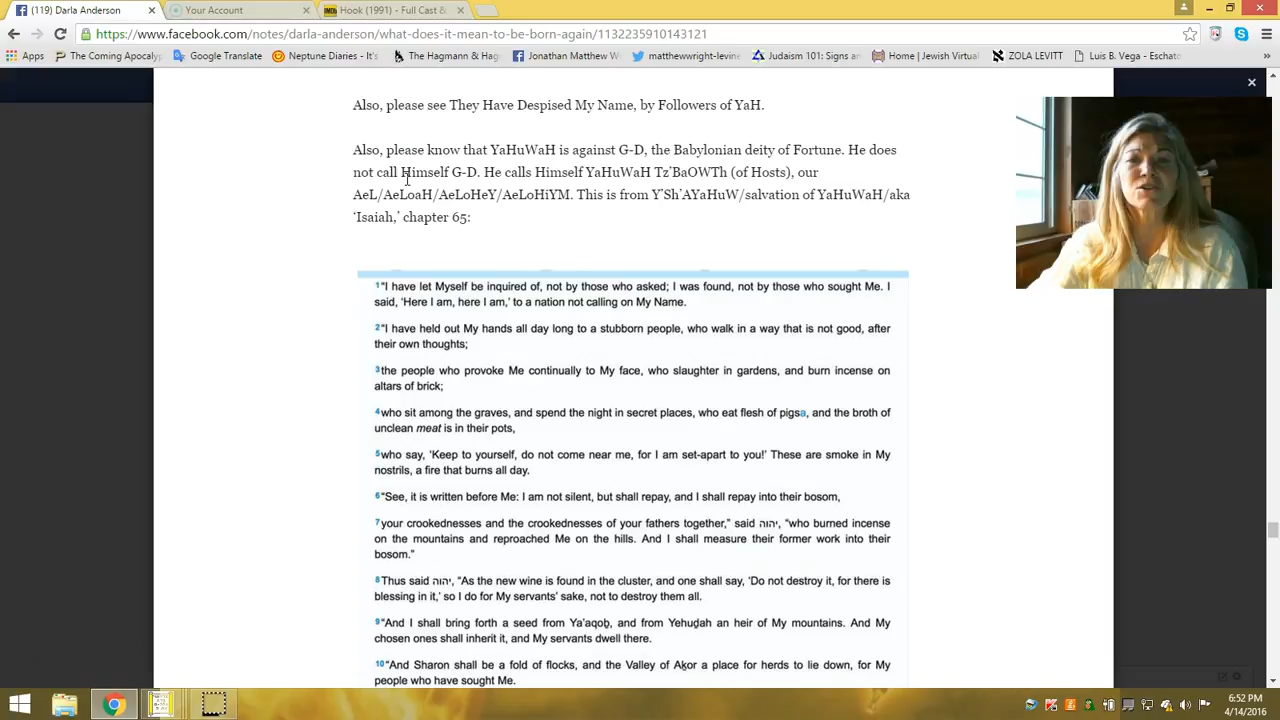 (119) Darla Anderson
Your Account
Hook (1991) - Full Cast &
https://www.facebook.com/notes/darla-anderson/what-does-it-mean-to-be-born-again/1132235910143121
Apps
The Coming Apocalyp
Google Translate
Neptune Diaries - It's
The Hagmann & Hag
Jonathan Matthew W
matthewwright-levine
Judaism 101: Signs an
Home | Jewish Virtual
ZOLA LEVITT
Luis B. Vega - Eschato
Also, please see They Have Despised My Name, by Followers of YaH.
Also, please know that YaHuWaH is against G-D, the Babylonian deity of Fortune. He does
not call Himself G-D. He calls Himself YaHuWaH Tz'BaOWTh (of Hosts), our
AeL/AeLoaH/AeLoHeY/AeLoHiYM. This is from Y'Sh'AYaHuW/salvation of YaHuWaH/aka
'Isaiah,' chapter 65:
1"I have let Myself be inquired of, not by those who asked; I was found, not by those who sought Me. I
said, 'Here I am, here I am,' to a nation not calling on My Name.
2"I have held out My hands all day long to a stubborn people, who walk in a way that is not good, after
their own thoughts;
3the people who provoke Me continually to My face, who slaughter in gardens, and burn incense on
altars of brick;
4who sit among the graves, and spend the night in secret places, who eat flesh of pigsa, and the broth of
unclean meat is in their pots,
5who say, 'Keep to yourself, do not come near me, for I am set-apart to you!' These are smoke in My
nostrils, a fire that burns all day.
6"See, it is written before Me: I am not silent, but shall repay, and I shall repay into their bosom,
7your crookednesses and the crookednesses of your fathers together," said יהוה, "who burned incense
on the mountains and reproached Me on the hills. And I shall measure their former work into their
bosom."
8Thus said יהוה, "As the new wine is found in the cluster, and one shall say, 'Do not destroy it, for there is
blessing in it,' so I do for My servants' sake, not to destroy them all.
9"And I shall bring forth a seed from Ya'aqoḇ, and from Yehuḏah an heir of My mountains. And My
chosen ones shall inherit it, and My servants dwell there.
10"And Sharon shall be a fold of flocks, and the Valley of Aḵor a place for herds to lie down, for My
people who have sought Me.
6:52 PM
4/14/2016